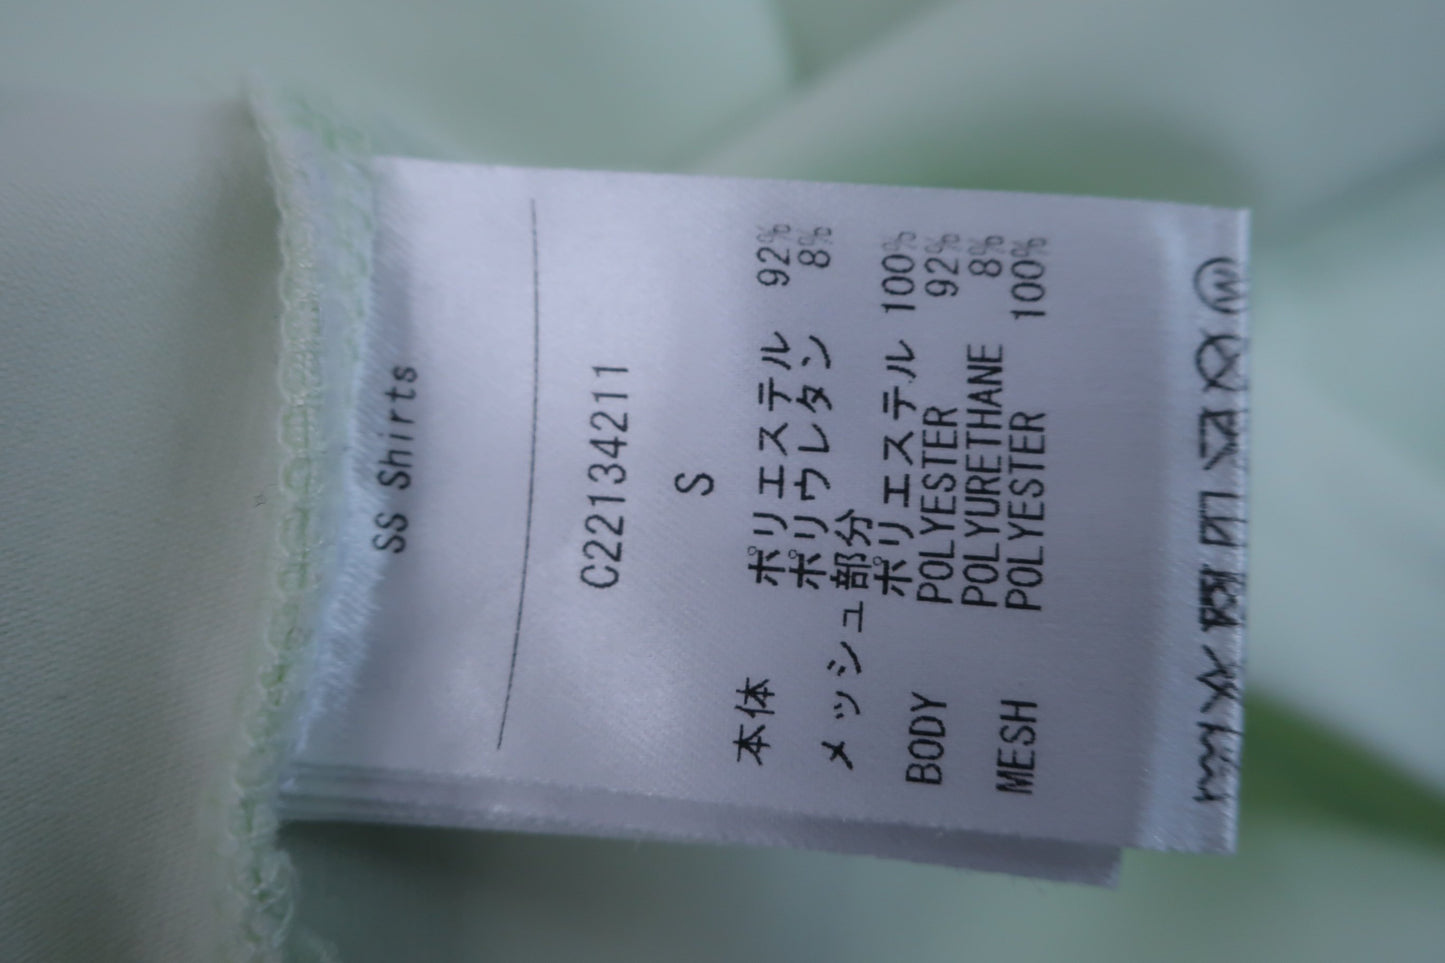 SS Shirts
C22134211
S
本体 ポリエステル 92%
ポリウレタン 8%
メッシュ部分
ポリエステル 100%
BODY POLYESTER 92%
POLYURETHANE 8%
MESH POLYESTER 100%